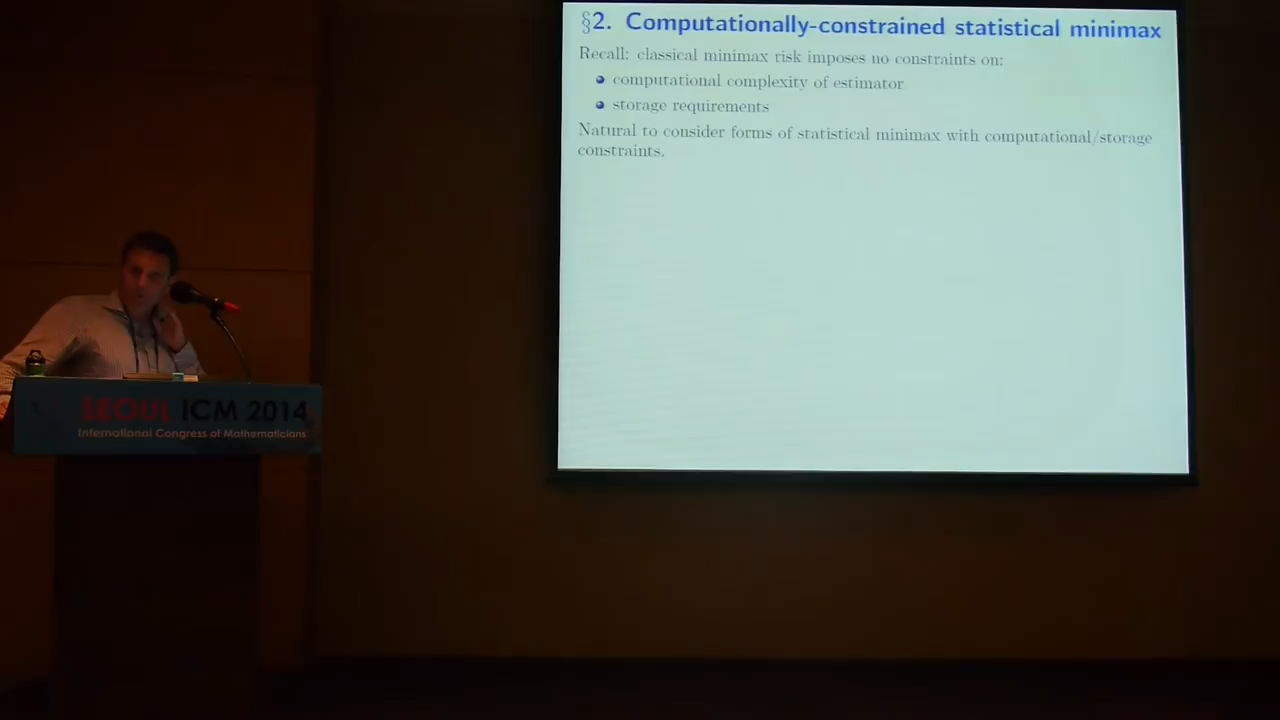 §2. Computationally-constrained statistical minimax
Recall: classical minimax risk imposes no constraints on:
computational complexity of estimator
storage requirements
Natural to consider forms of statistical minimax with computational/storage
constraints.
SEOUL ICM 2014
International Congress of Mathematicians